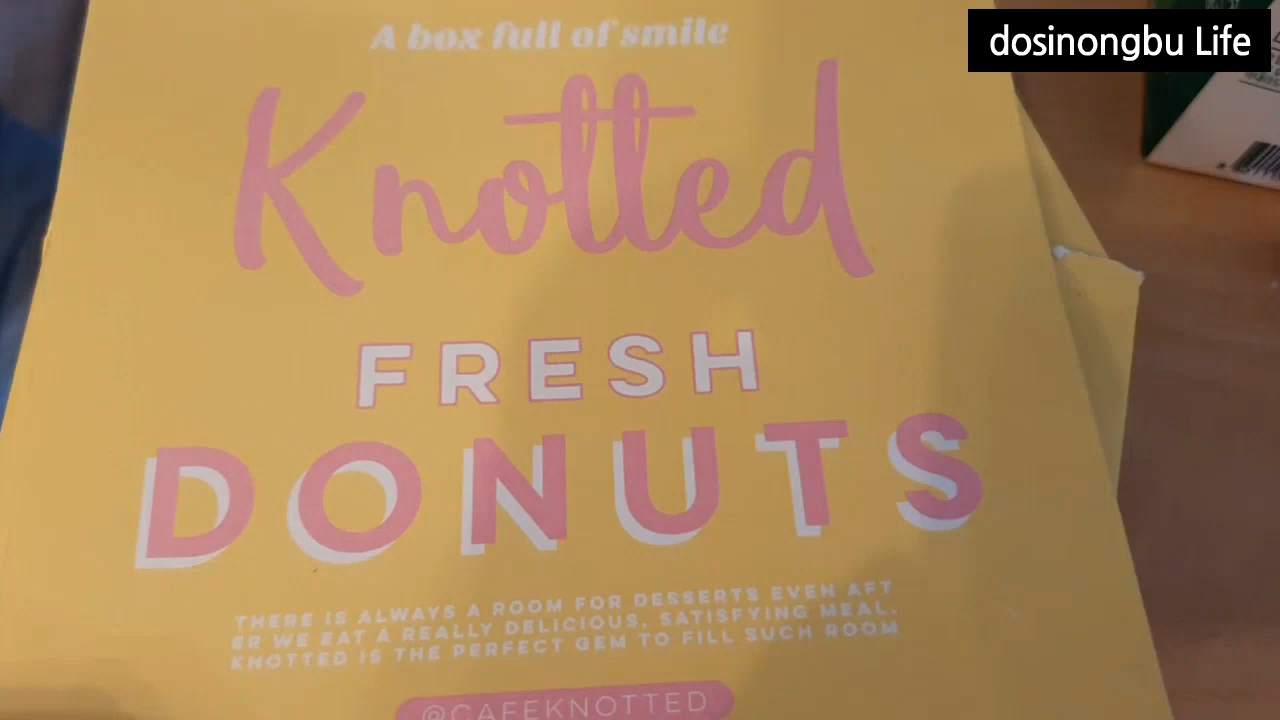 dosinongbu Life
A box full of smile
Knotted
FRESH
DONUTS
THERE IS ALWAYS A ROOM FOR DESSERTS EVEN AFT
ER WE EAT A REALLY DELICIOUS, SATISFYING MEAL.
KNOTTED IS THE PERFECT GEM TO FILL SUCH ROOM
@CAFEKNOTTED